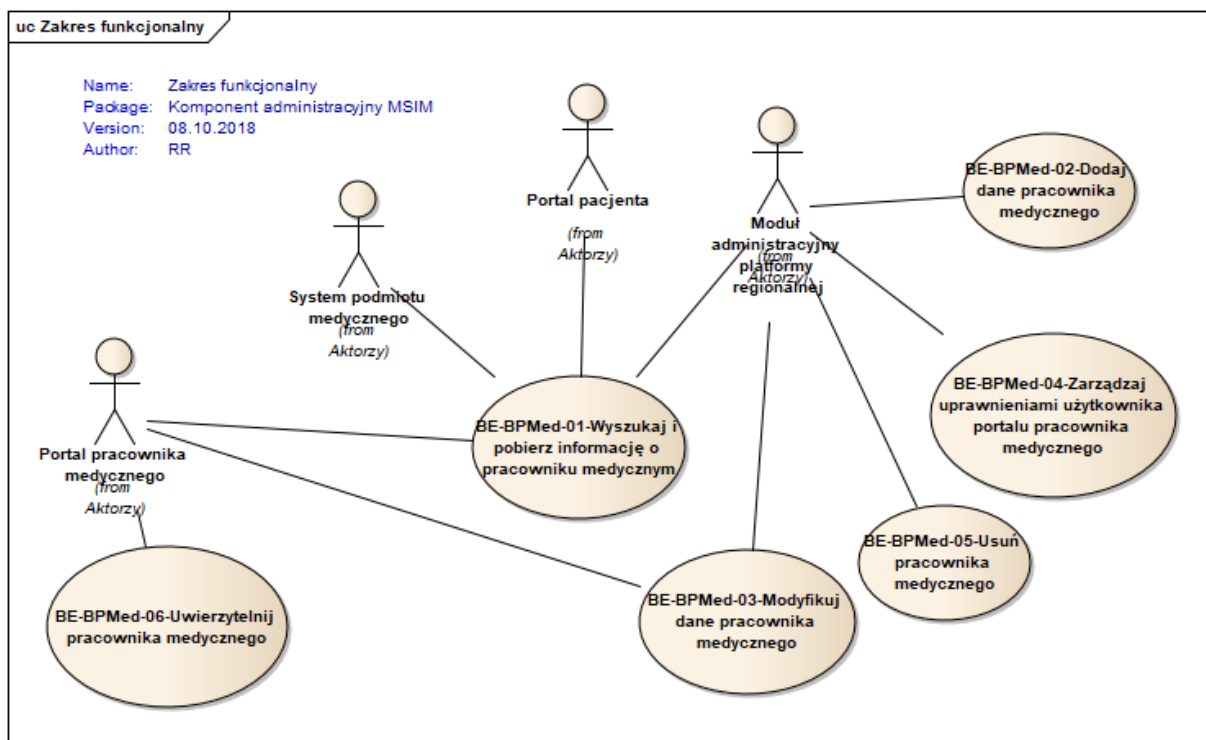 uc Zakres funkcjonalny
Name: Zakres funkcjonalny
Package: Komponent administracyjny MSIM
Version: 08.10.2018
Author: RR
Portal pacjenta
(from
Aktorzy)
Moduł
administracyjny
platformy
regionalnej
(from
Aktorzy)
BE-BPMed-02-Dodaj
dane pracownika
medycznego
System podmiotu
medycznego
(from
Aktorzy)
Portal pracownika
medycznego
(from
Aktorzy)
BE-BPMed-01-Wyszukaj i
pobierz informację o
pracowniku medycznym
BE-BPMed-04-Zarządzaj
uprawnieniami użytkownika
portalu pracownika
medycznego
BE-BPMed-05-Usuń
pracownika
medycznego
BE-BPMed-06-Uwierzytelnij
pracownika medycznego
BE-BPMed-03-Modyfikuj
dane pracownika
medycznego